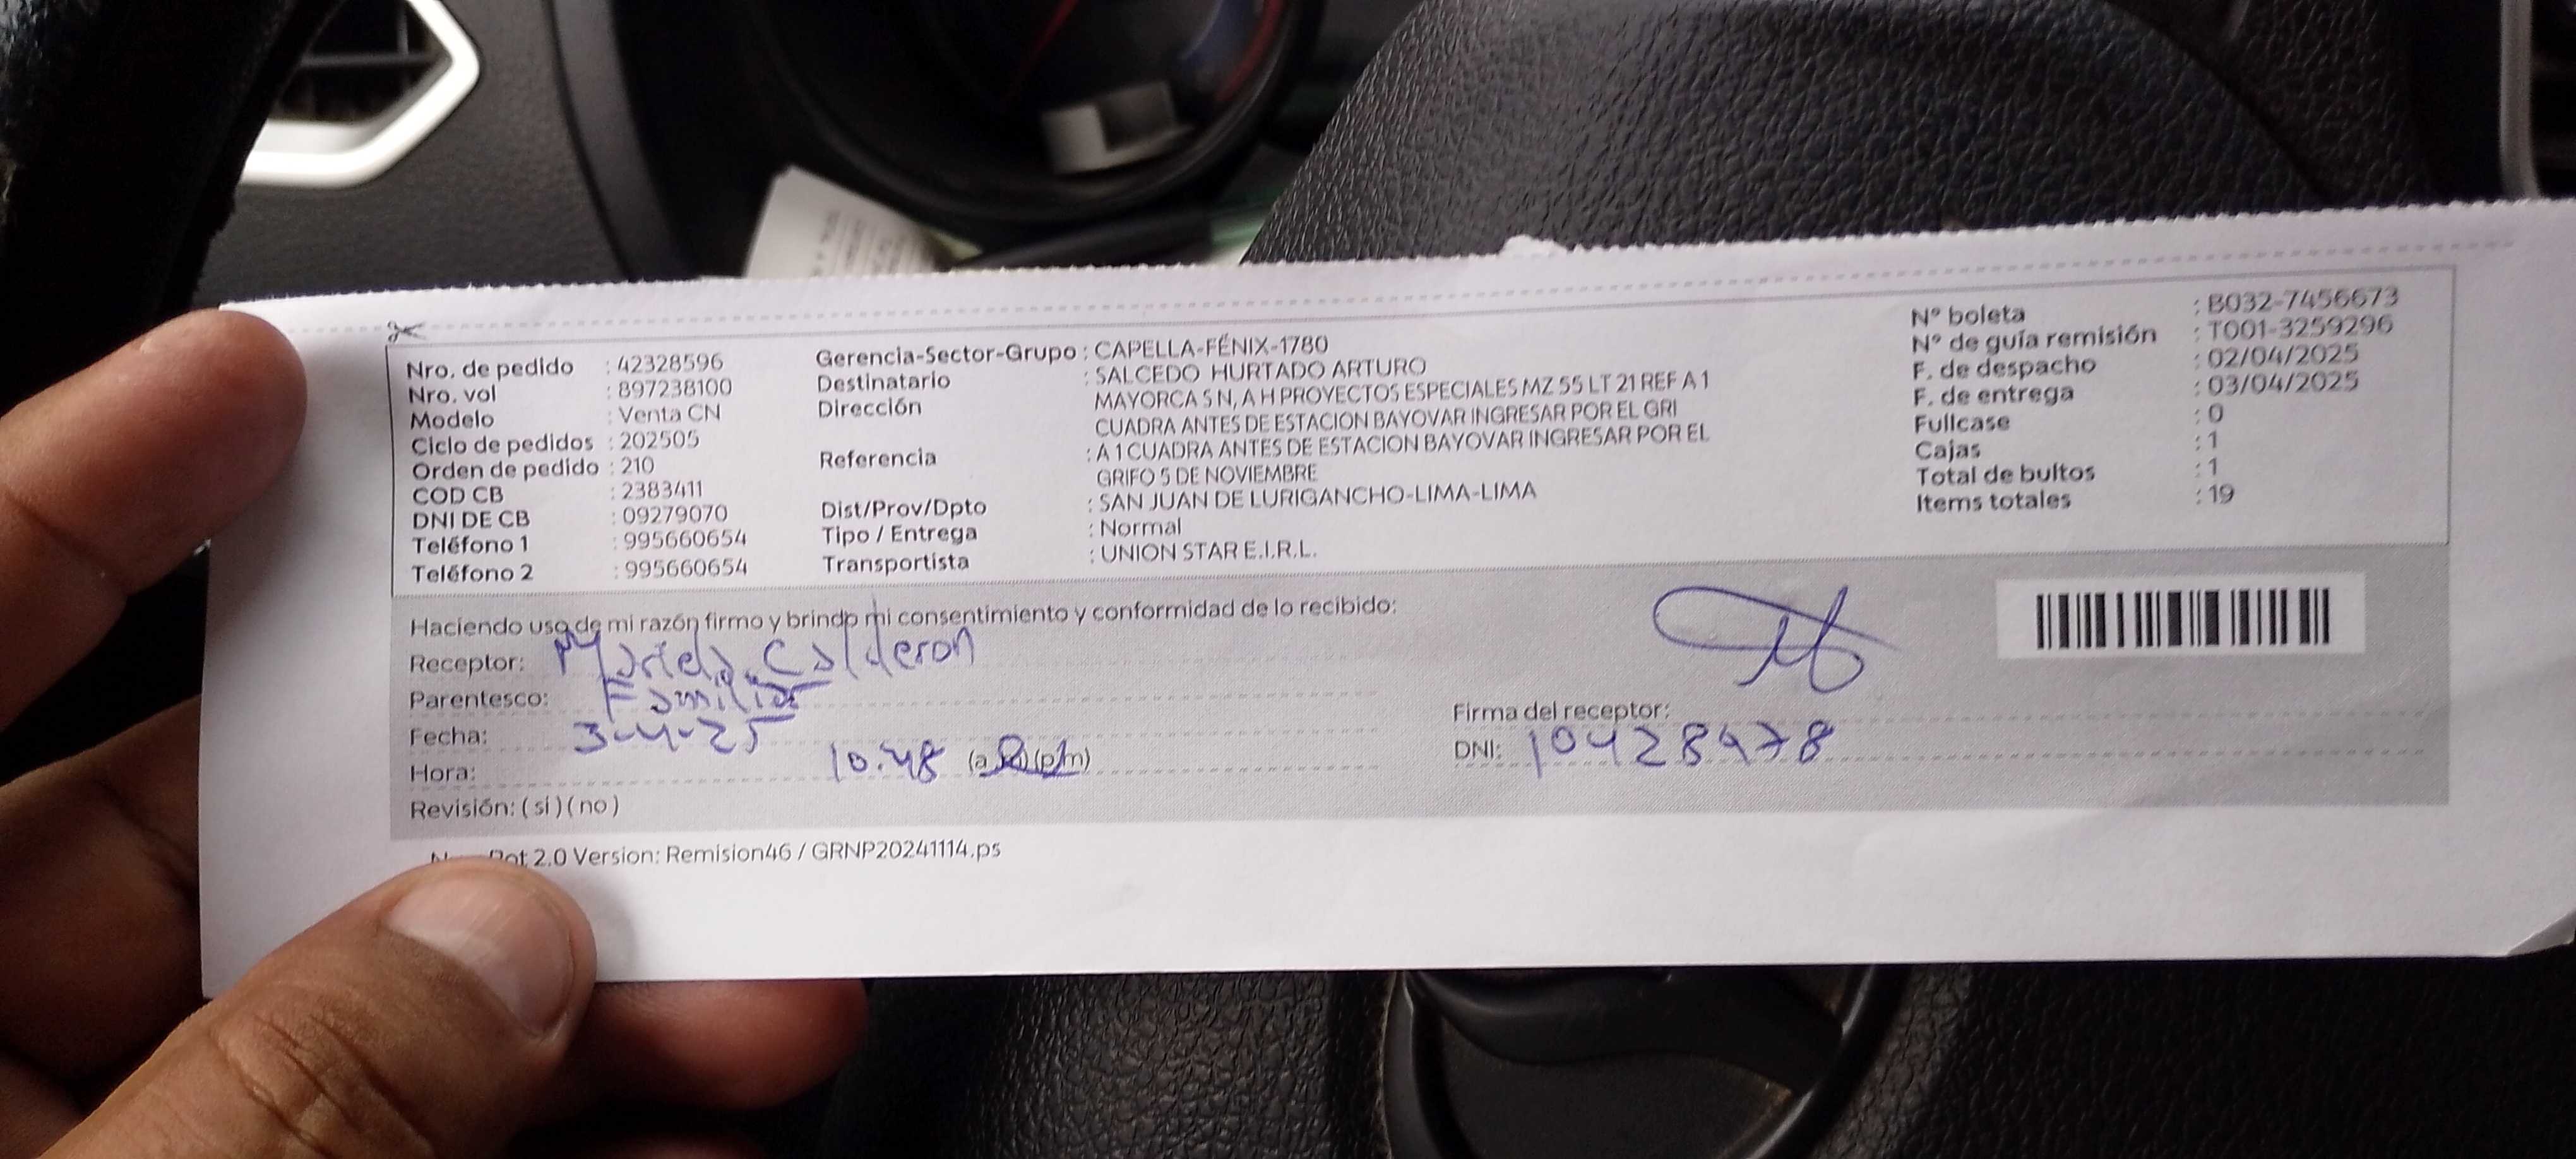 Nro. de pedido : 42328596
Nro. vol : 897238100
Modelo : Venta CN
Ciclo de pedidos : 202505
Orden de pedido : 210
COD CB : 2383411
DNI DE CB : 09279070
Teléfono 1 : 995660654
Teléfono 2 : 995660654
Gerencia-Sector-Grupo : CAPELLA-FÉNIX-1780
Destinatario : SALCEDO HURTADO ARTURO
Dirección MAYORCA S N, A H PROYECTOS ESPECIALES MZ 55 LT 21 REF A 1
CUADRA ANTES DE ESTACION BAYOVAR INGRESAR POR EL GRI
Referencia : A 1 CUADRA ANTES DE ESTACION BAYOVAR INGRESAR POR EL
GRIFO 5 DE NOVIEMBRE
Dist/Prov/Dpto : SAN JUAN DE LURIGANCHO-LIMA-LIMA
Tipo / Entrega : Normal
Transportista : UNION STAR E.I.R.L.
Nº boleta : B032-7456673
Nº de guía remisión : T001-3259296
F. de despacho : 02/04/2025
F. de entrega : 03/04/2025
Fullcase : 0
Cajas : 1
Total de bultos : 1
Items totales : 19
Haciendo uso de mi razón firmo y brindo mi consentimiento y conformidad de lo recibido:
Receptor: Mariela Calderon
Parentesco: Familiar
Fecha: 3-4-25
Hora: 10.48 (a (p/m)
Revisión: (si) (no)
Firma del receptor:
DNI: 10428978
2.0 Version: Remision46 / GRNP20241114.ps